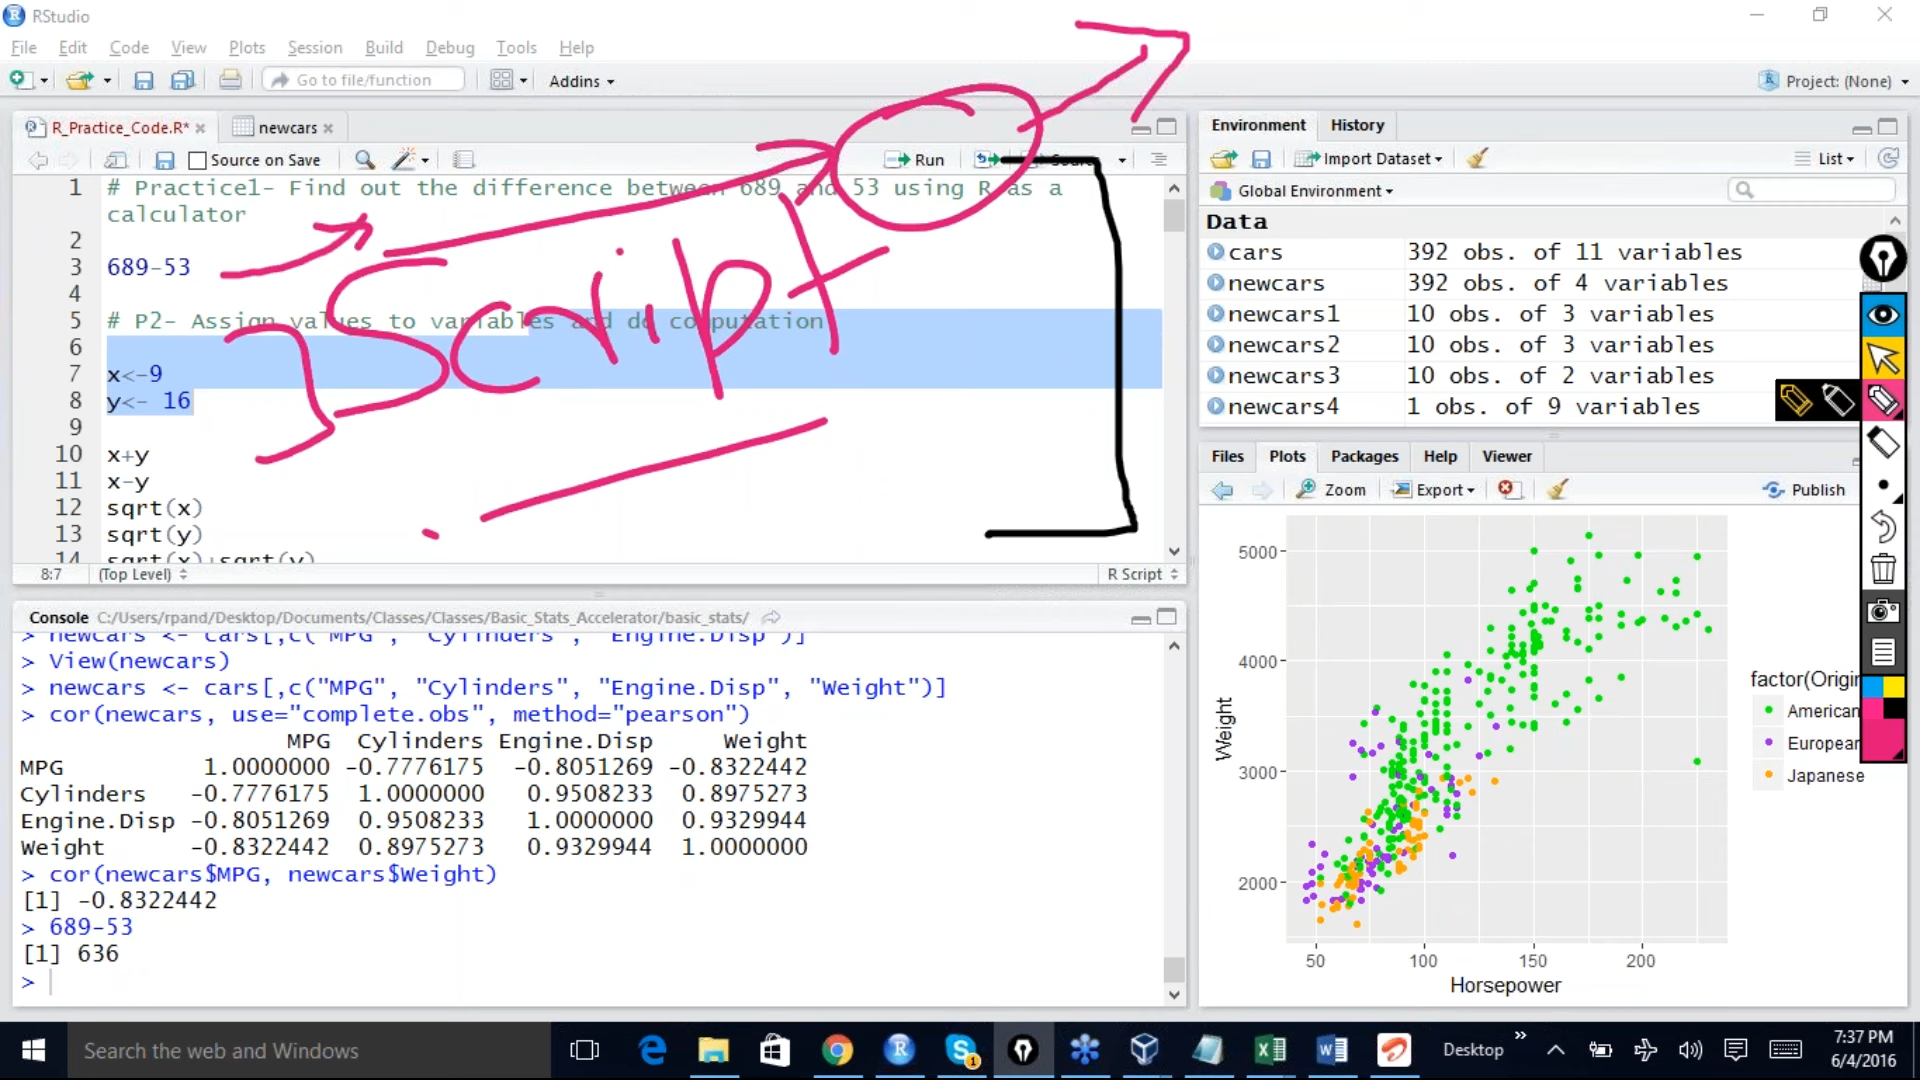 RStudio
File Edit Code View Plots Session Build Debug Tools Help
Go to file/function Addins Project: (None)
R_Practice_Code.R* newcars
Source on Save Run
1 # Practice1- Find out the difference between 689 and 53 using R as a
calculator
2
3 689-53
4
5 # P2- Assign values to variables and do computation
6
7 x<-9
8 y<- 16
9
10 x+y
11 x-y
12 sqrt(x)
13 sqrt(y)
14 sqrt(x)+sqrt(y)
Script
8:7 (Top Level) R Script
Console C:/Users/rpand/Desktop/Documents/Classes/Classes/Basic_Stats_Accelerator/basic_stats/
> newcars <- cars[,c("MPG", "Cylinders", "Engine.Disp")]
> View(newcars)
> newcars <- cars[,c("MPG", "Cylinders", "Engine.Disp", "Weight")]
> cor(newcars, use="complete.obs", method="pearson")
MPG Cylinders Engine.Disp Weight
MPG 1.0000000 -0.7776175 -0.8051269 -0.8322442
Cylinders -0.7776175 1.0000000 0.9508233 0.8975273
Engine.Disp -0.8051269 0.9508233 1.0000000 0.9329944
Weight -0.8322442 0.8975273 0.9329944 1.0000000
> cor(newcars$MPG, newcars$Weight)
[1] -0.8322442
> 689-53
[1] 636
>
Environment History
Import Dataset List
Global Environment
Data
cars 392 obs. of 11 variables
newcars 392 obs. of 4 variables
newcars1 10 obs. of 3 variables
newcars2 10 obs. of 3 variables
newcars3 10 obs. of 2 variables
newcars4 1 obs. of 9 variables
Files Plots Packages Help Viewer
Zoom Export Publish
5000
4000
3000
2000
Weight
50 100 150 200
Horsepower
factor(Origin
American
European
Japanese
Search the web and Windows
Desktop
7:37 PM
6/4/2016